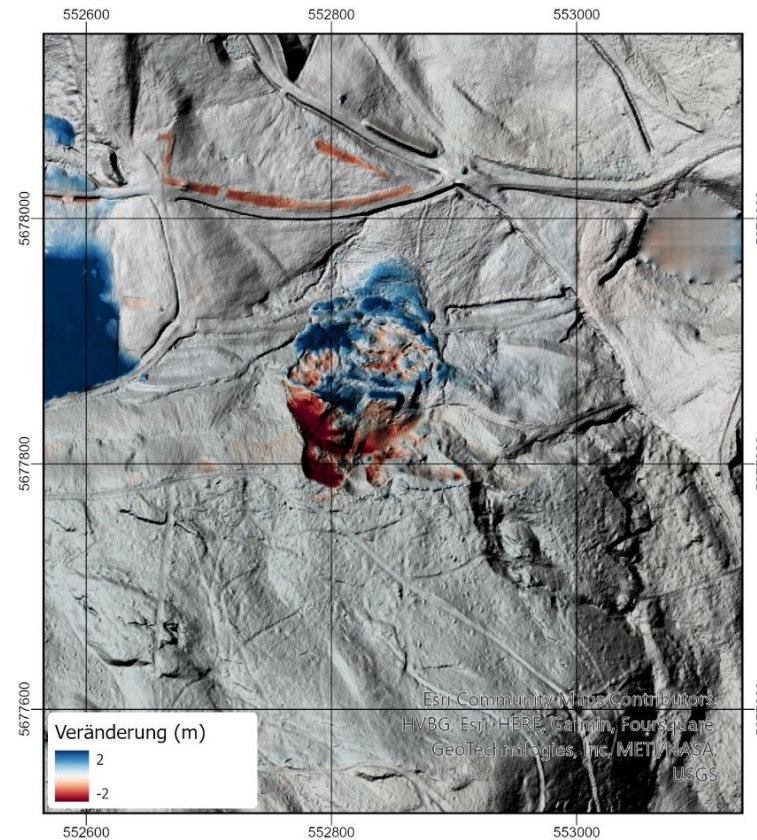 552600 552800 553000
5678000
5677800
5677600
Veränderung (m)
2
-2
Esri Community Maps Contributors,
HVBG, Esri, HERE, Garmin, Foursquare,
GeoTechnologies, Inc, METI/NASA,
USGS
552600 552800 553000